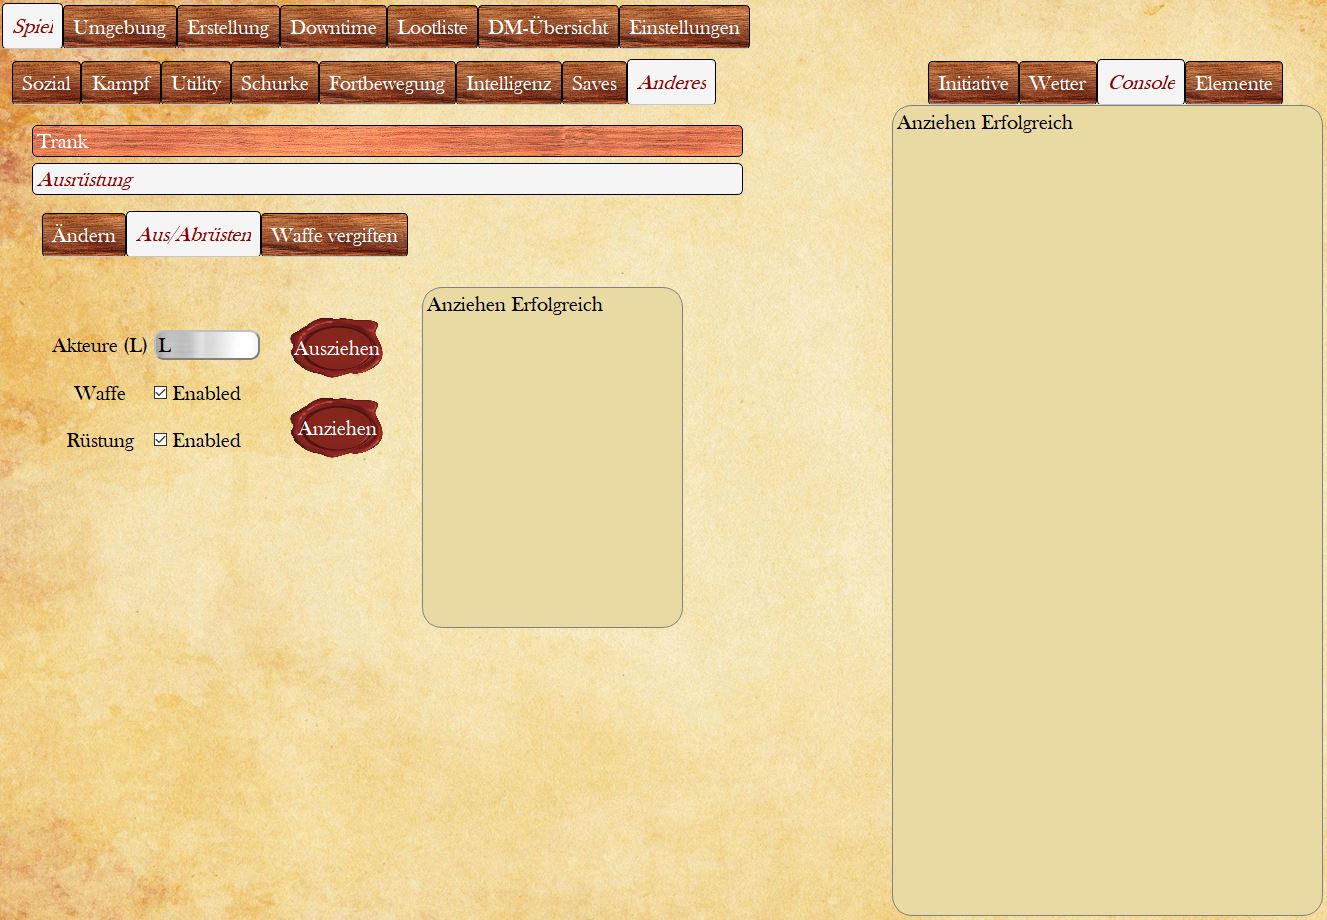 Spiel Umgebung Erstellung Downtime Lootliste DM-Übersicht Einstellungen
Sozial Kampf Utility Schurke Fortbewegung Intelligenz Saves Anderes
Initiative Wetter Console Elemente
Trank
Ausrüstung
Ändern Aus/Abrüsten Waffe vergiften
Akteure (L) L
Waffe Enabled
Rüstung Enabled
Ausziehen
Anziehen
Anziehen Erfolgreich
Anziehen Erfolgreich